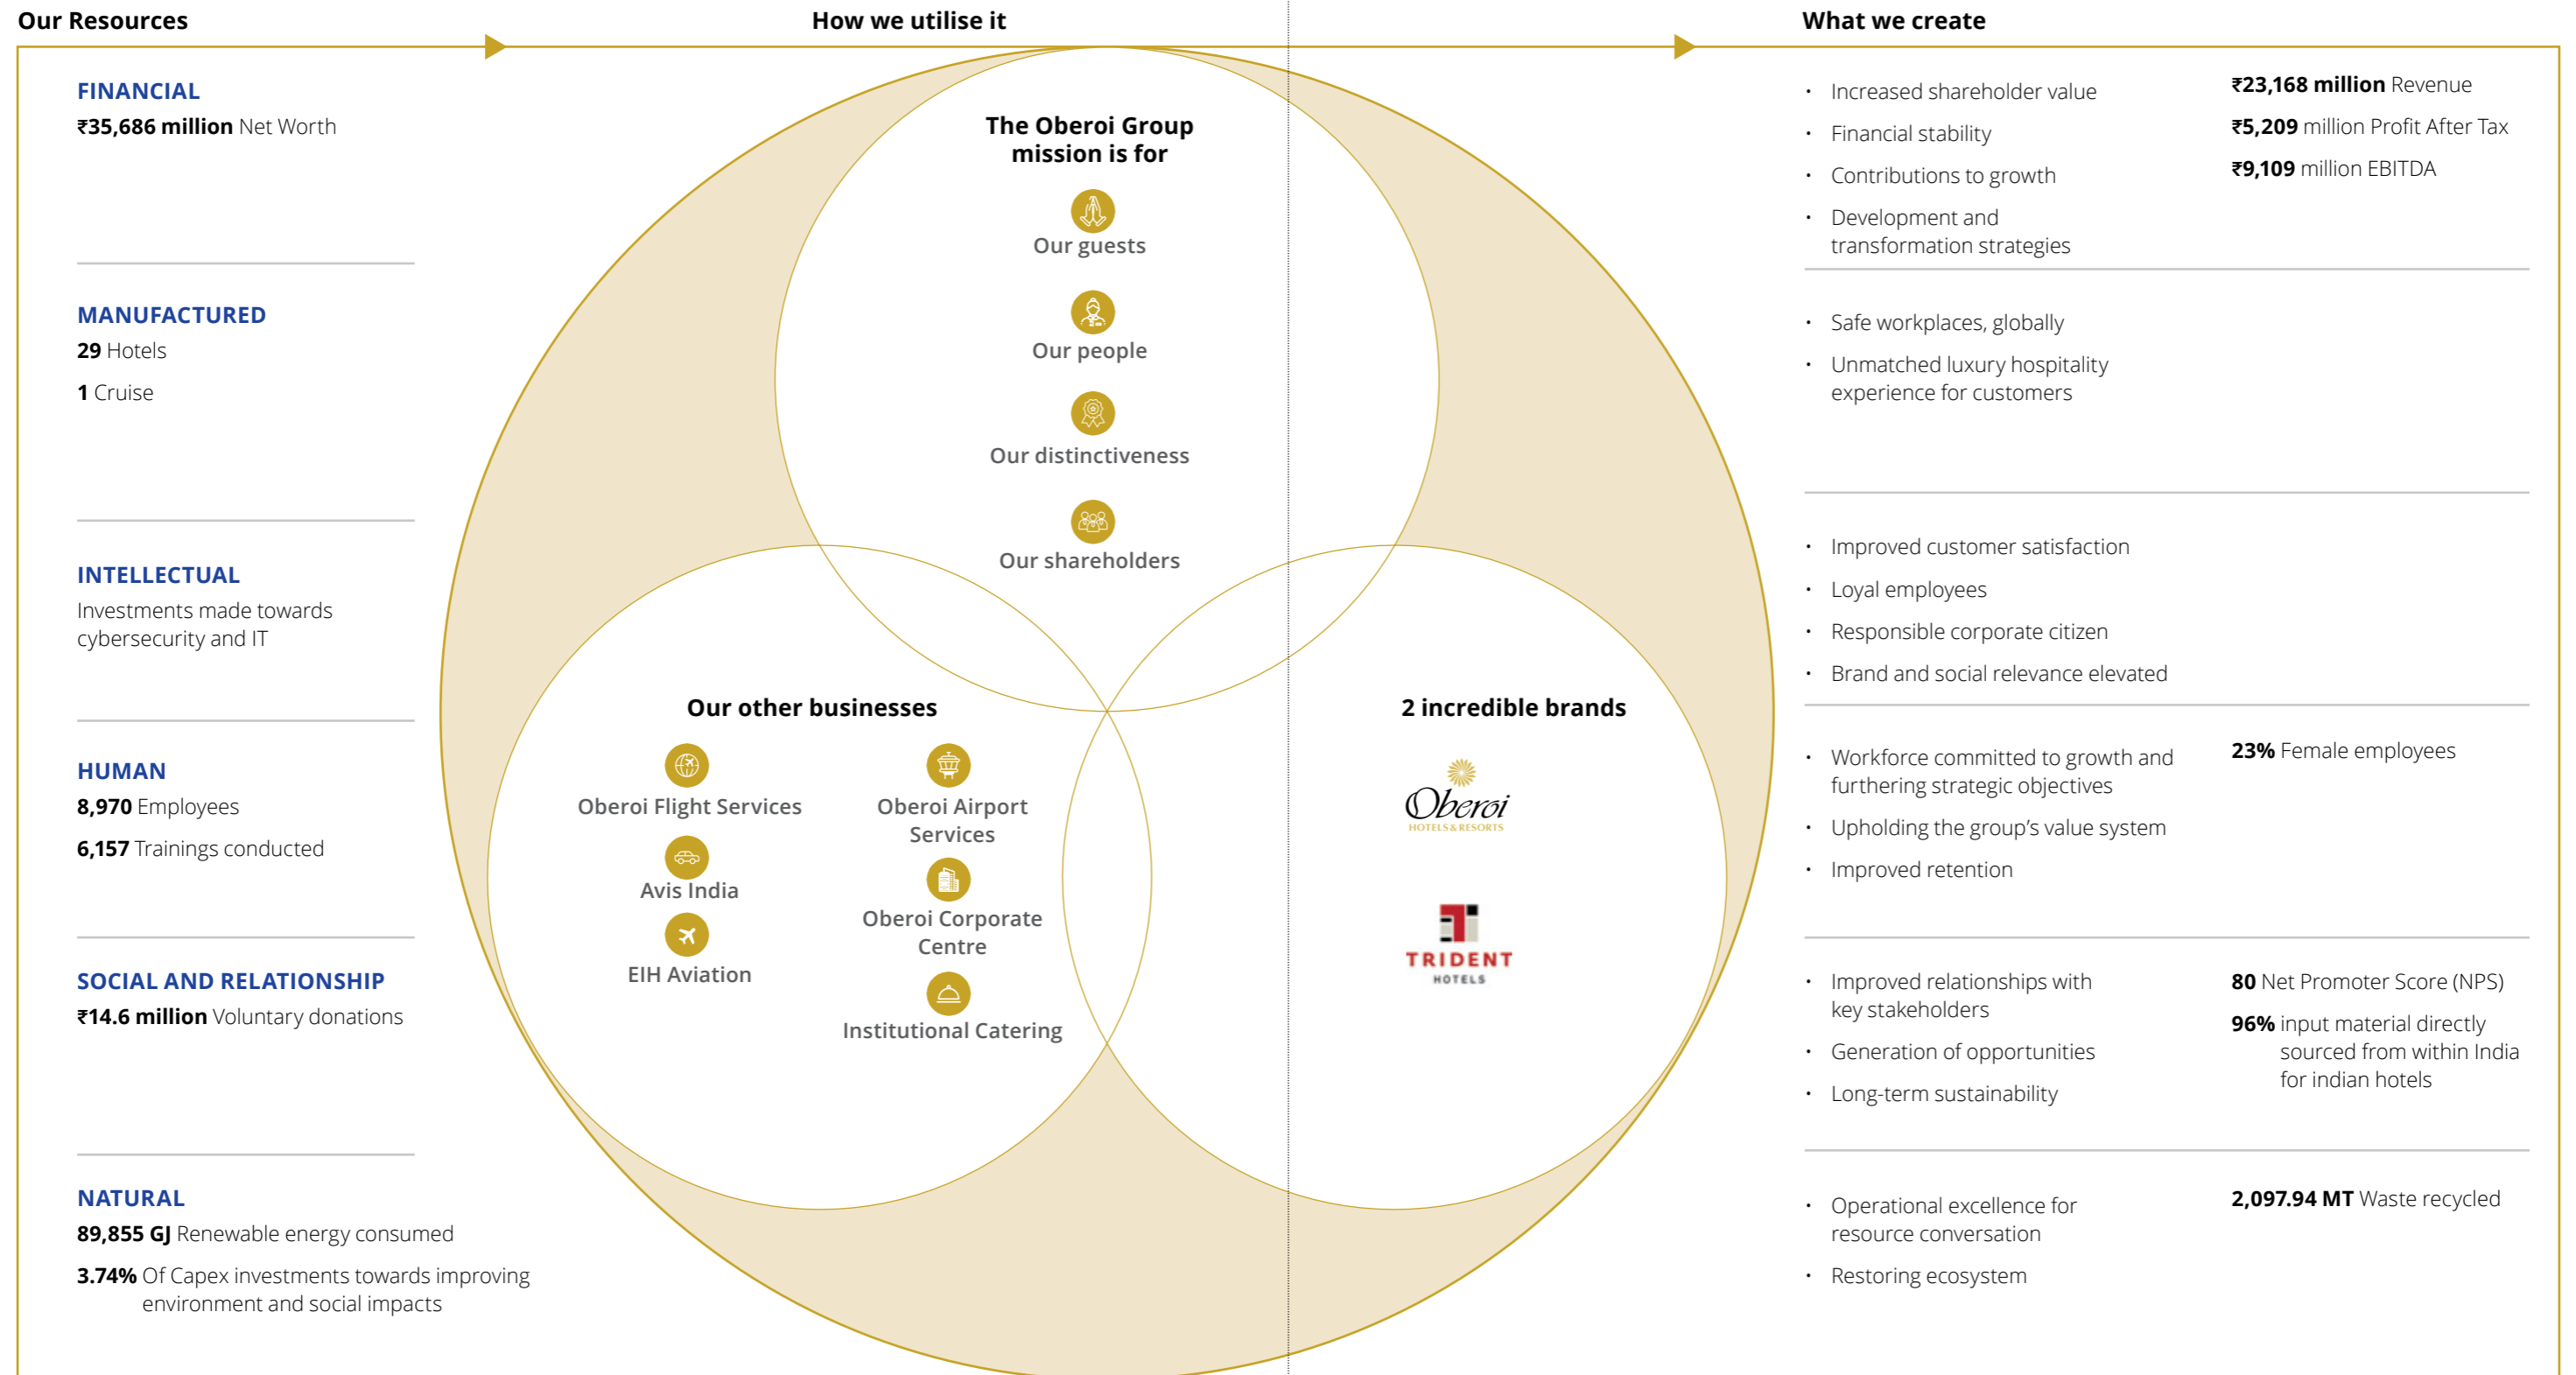 Our Resources
How we utilise it
What we create
FINANCIAL
₹35,686 million Net Worth
MANUFACTURED
29 Hotels
1 Cruise
INTELLECTUAL
Investments made towards
cybersecurity and IT
HUMAN
8,970 Employees
6,157 Trainings conducted
SOCIAL AND RELATIONSHIP
₹14.6 million Voluntary donations
NATURAL
89,855 GJ Renewable energy consumed
3.74% Of Capex investments towards improving
environment and social impacts
The Oberoi Group
mission is for
Our guests
Our people
Our distinctiveness
Our shareholders
Our other businesses
Oberoi Flight Services
Avis India
EIH Aviation
Oberoi Airport
Services
Oberoi Corporate
Centre
Institutional Catering
2 incredible brands
Oberoi
HOTELS & RESORTS
TRIDENT
HOTELS
• Increased shareholder value
• Financial stability
• Contributions to growth
• Development and
transformation strategies
₹23,168 million Revenue
₹5,209 million Profit After Tax
₹9,109 million EBITDA
• Safe workplaces, globally
• Unmatched luxury hospitality
experience for customers
• Improved customer satisfaction
• Loyal employees
• Responsible corporate citizen
• Brand and social relevance elevated
• Workforce committed to growth and
furthering strategic objectives
• Upholding the group's value system
• Improved retention
23% Female employees
• Improved relationships with
key stakeholders
• Generation of opportunities
• Long-term sustainability
80 Net Promoter Score (NPS)
96% input material directly
sourced from within India
for indian hotels
• Operational excellence for
resource conversation
• Restoring ecosystem
2,097.94 MT Waste recycled